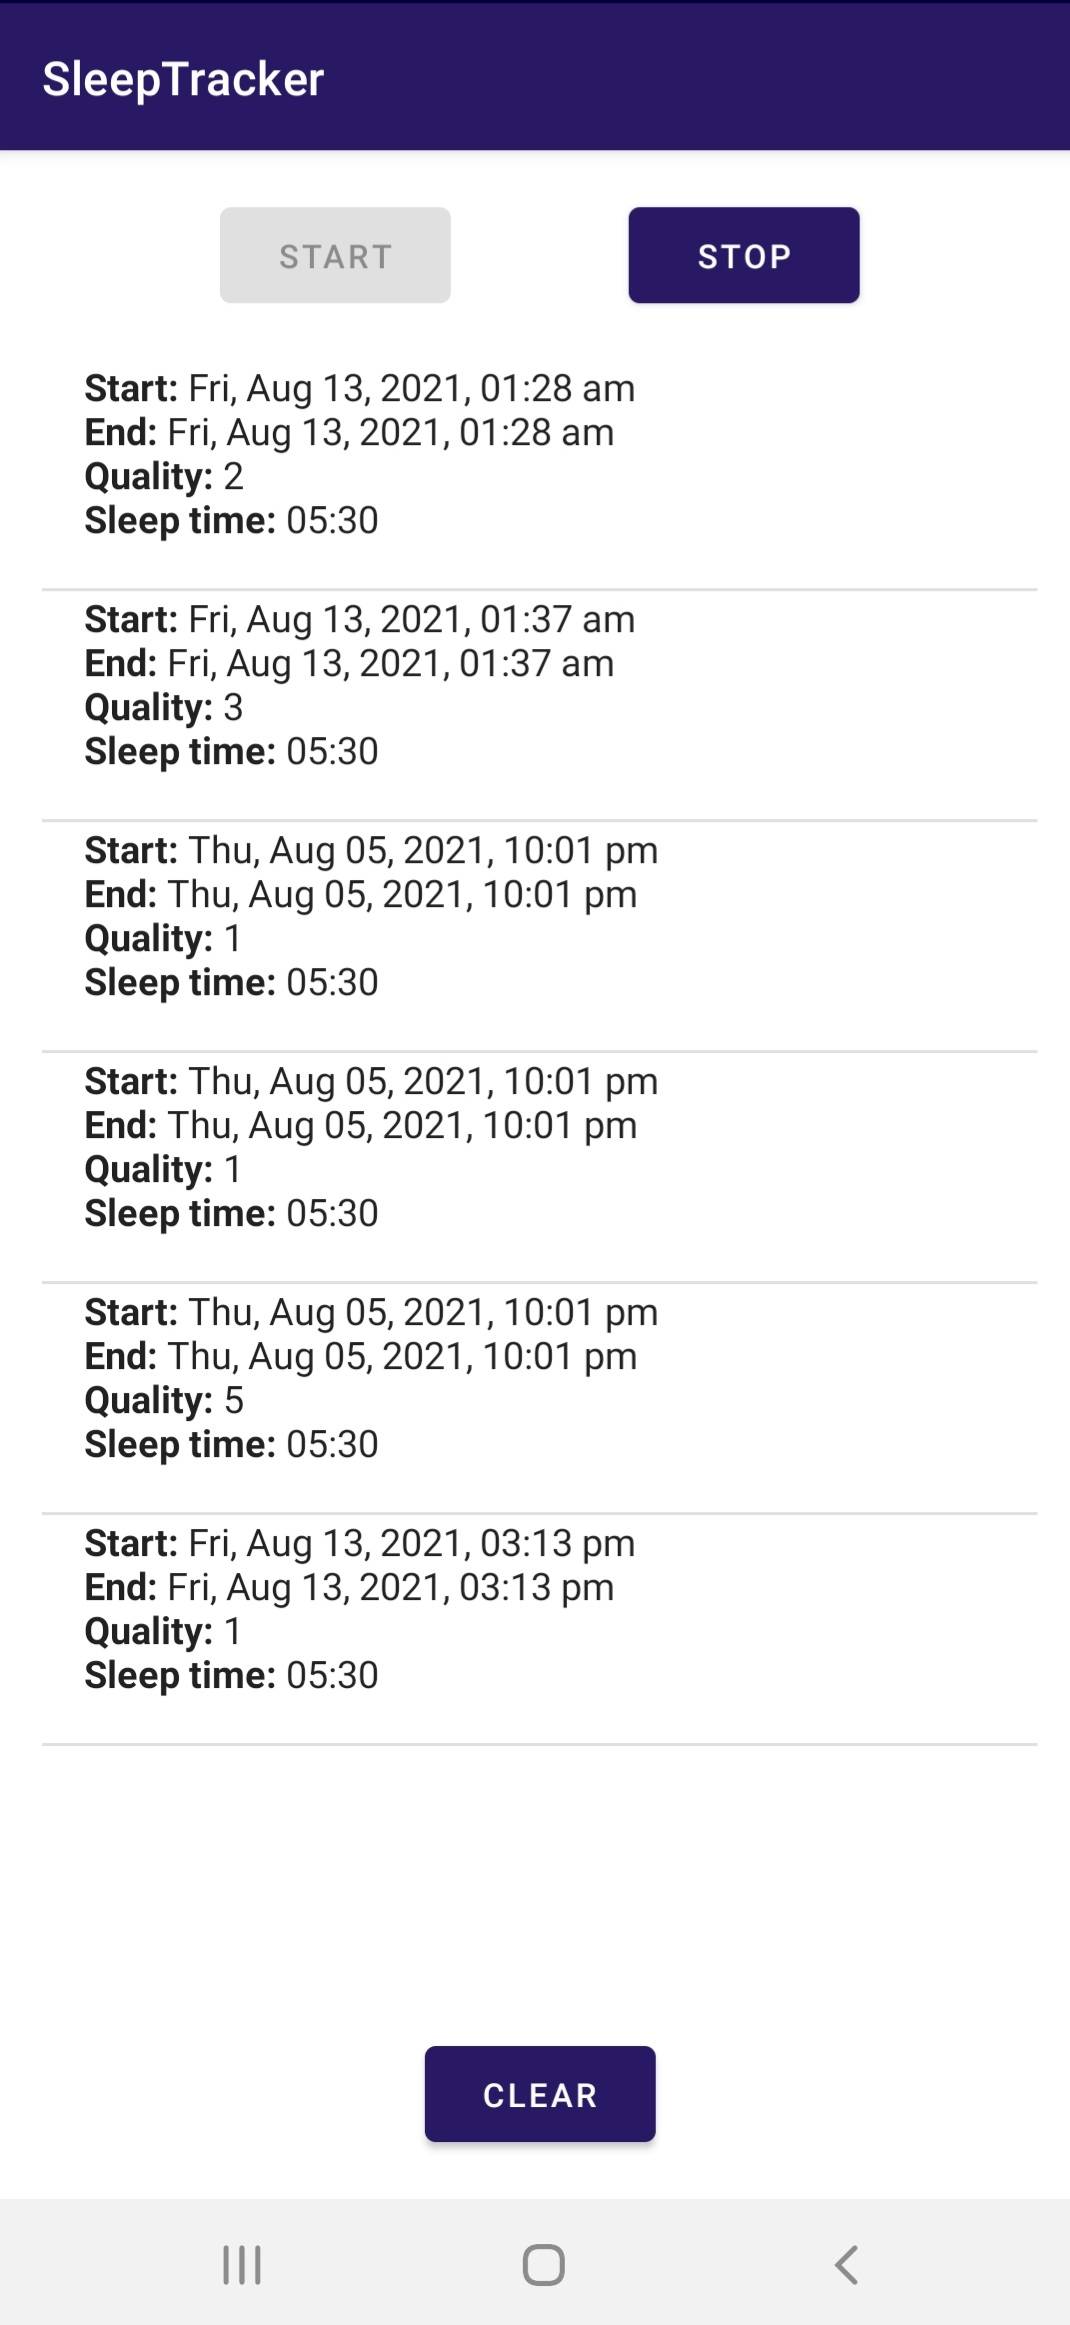 SleepTracker
START
STOP
Start: Fri, Aug 13, 2021, 01:28 am
End: Fri, Aug 13, 2021, 01:28 am
Quality: 2
Sleep time: 05:30
Start: Fri, Aug 13, 2021, 01:37 am
End: Fri, Aug 13, 2021, 01:37 am
Quality: 3
Sleep time: 05:30
Start: Thu, Aug 05, 2021, 10:01 pm
End: Thu, Aug 05, 2021, 10:01 pm
Quality: 1
Sleep time: 05:30
Start: Thu, Aug 05, 2021, 10:01 pm
End: Thu, Aug 05, 2021, 10:01 pm
Quality: 1
Sleep time: 05:30
Start: Thu, Aug 05, 2021, 10:01 pm
End: Thu, Aug 05, 2021, 10:01 pm
Quality: 5
Sleep time: 05:30
Start: Fri, Aug 13, 2021, 03:13 pm
End: Fri, Aug 13, 2021, 03:13 pm
Quality: 1
Sleep time: 05:30
CLEAR